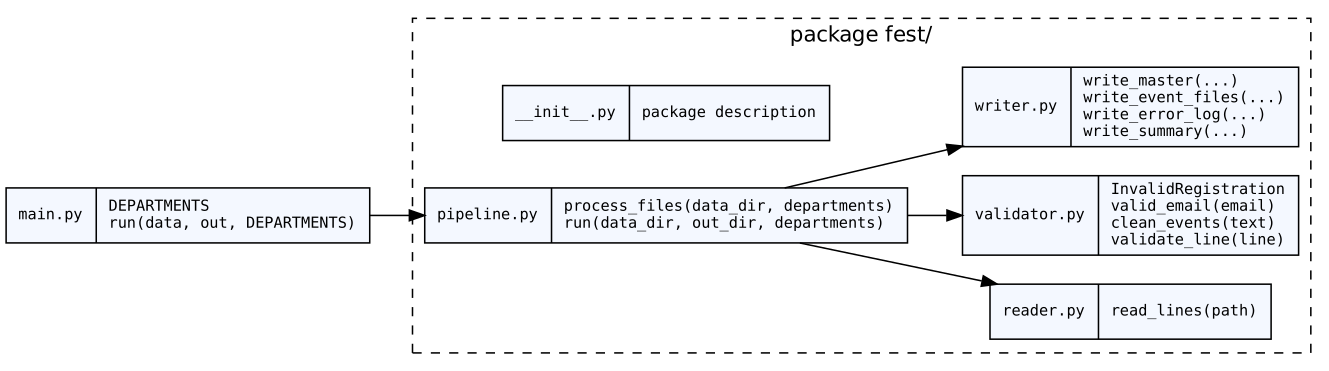 package fest/
__init__.py
package description
writer.py
write_master(...)
write_event_files(...)
write_error_log(...)
write_summary(...)
main.py
DEPARTMENTS
run(data, out, DEPARTMENTS)
pipeline.py
process_files(data_dir, departments)
run(data_dir, out_dir, departments)
validator.py
InvalidRegistration
valid_email(email)
clean_events(text)
validate_line(line)
reader.py
read_lines(path)